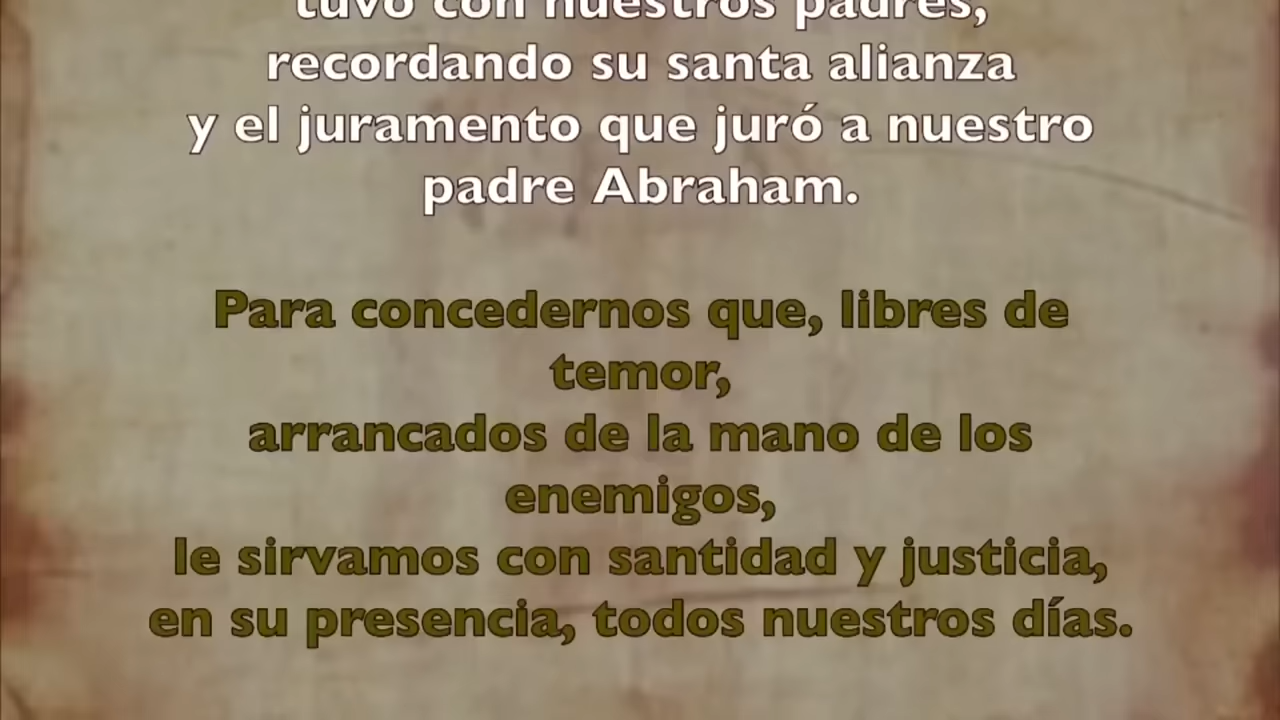 tuvo con nuestros padres,
recordando su santa alianza
y el juramento que juró a nuestro
padre Abraham.
Para concedernos que, libres de
temor,
arrancados de la mano de los
enemigos,
le sirvamos con santidad y justicia,
en su presencia, todos nuestros días.